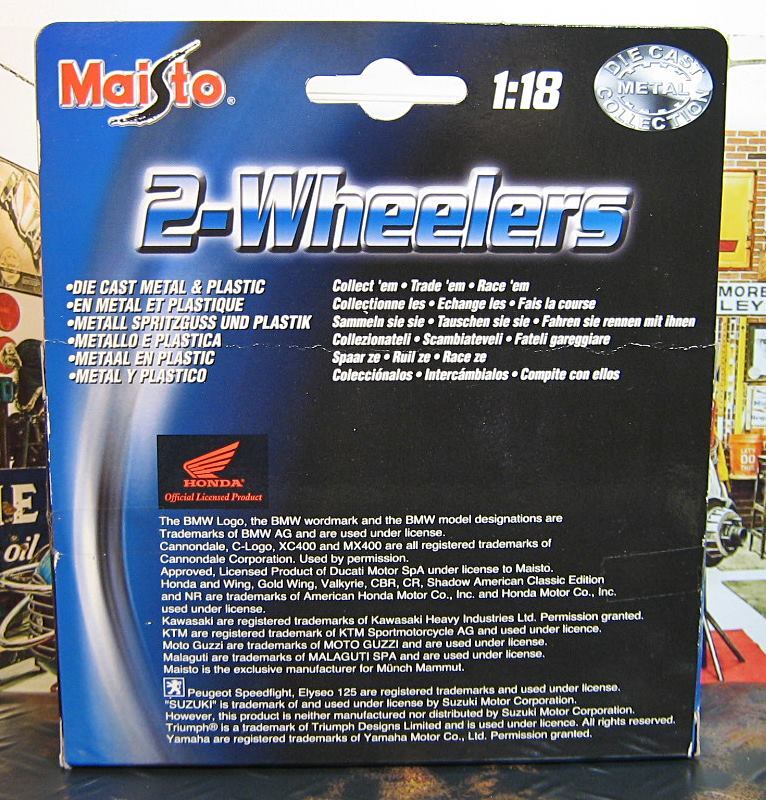 Maisto®
1:18
DIE CAST
METAL
COLLECTION
2-Wheelers
•DIE CAST METAL & PLASTIC
•EN METAL ET PLASTIQUE
•METALL SPRITZGUSS UND PLASTIK
•METALLO E PLASTICA
•METAAL EN PLASTIC
•METAL Y PLASTICO
Collect 'em • Trade 'em • Race 'em
Collectionne les • Echange les • Fais la course
Sammeln sie sie • Tauschen sie sie • Fahren sie rennen mit ihnen
Collezionateli • Scambiateveli • Fateli gareggiare
Spaar ze • Ruil ze • Race ze
Colecciónalos • Intercámbialos • Compite con ellos
HONDA
Official Licensed Product
The BMW Logo, the BMW wordmark and the BMW model designations are
Trademarks of BMW AG and are used under license.
Cannondale, C-Logo, XC400 and MX400 are all registered trademarks of
Cannondale Corporation. Used by permission.
Approved, Licensed Product of Ducati Motor SpA under license to Maisto.
Honda and Wing, Gold Wing, Valkyrie, CBR, CR, Shadow American Classic Edition
and NR are trademarks of American Honda Motor Co., Inc. and Honda Motor Co., Inc.
used under license.
Kawasaki are registered trademarks of Kawasaki Heavy Industries Ltd. Permission granted.
KTM are registered trademark of KTM Sportmotorcycle AG and used under licence.
Moto Guzzi are trademarks of MOTO GUZZI and are used under license.
Malaguti are trademarks of MALAGUTI SPA and are used under license.
Maisto is the exclusive manufacturer for Münch Mammut.
Peugeot Speedfight, Elyseo 125 are registered trademarks and used under license.
"SUZUKI" is trademark of and used under license by Suzuki Motor Corporation.
However, this product is neither manufactured nor distributed by Suzuki Motor Corporation.
Triumph® is a trademark of Triumph Designs Limited and is used under licence. All rights reserved.
Yamaha are registered trademarks of Yamaha Motor Co., Ltd. Permission granted.
MORE
LEY
LET'S
DO
THIS
E
oil